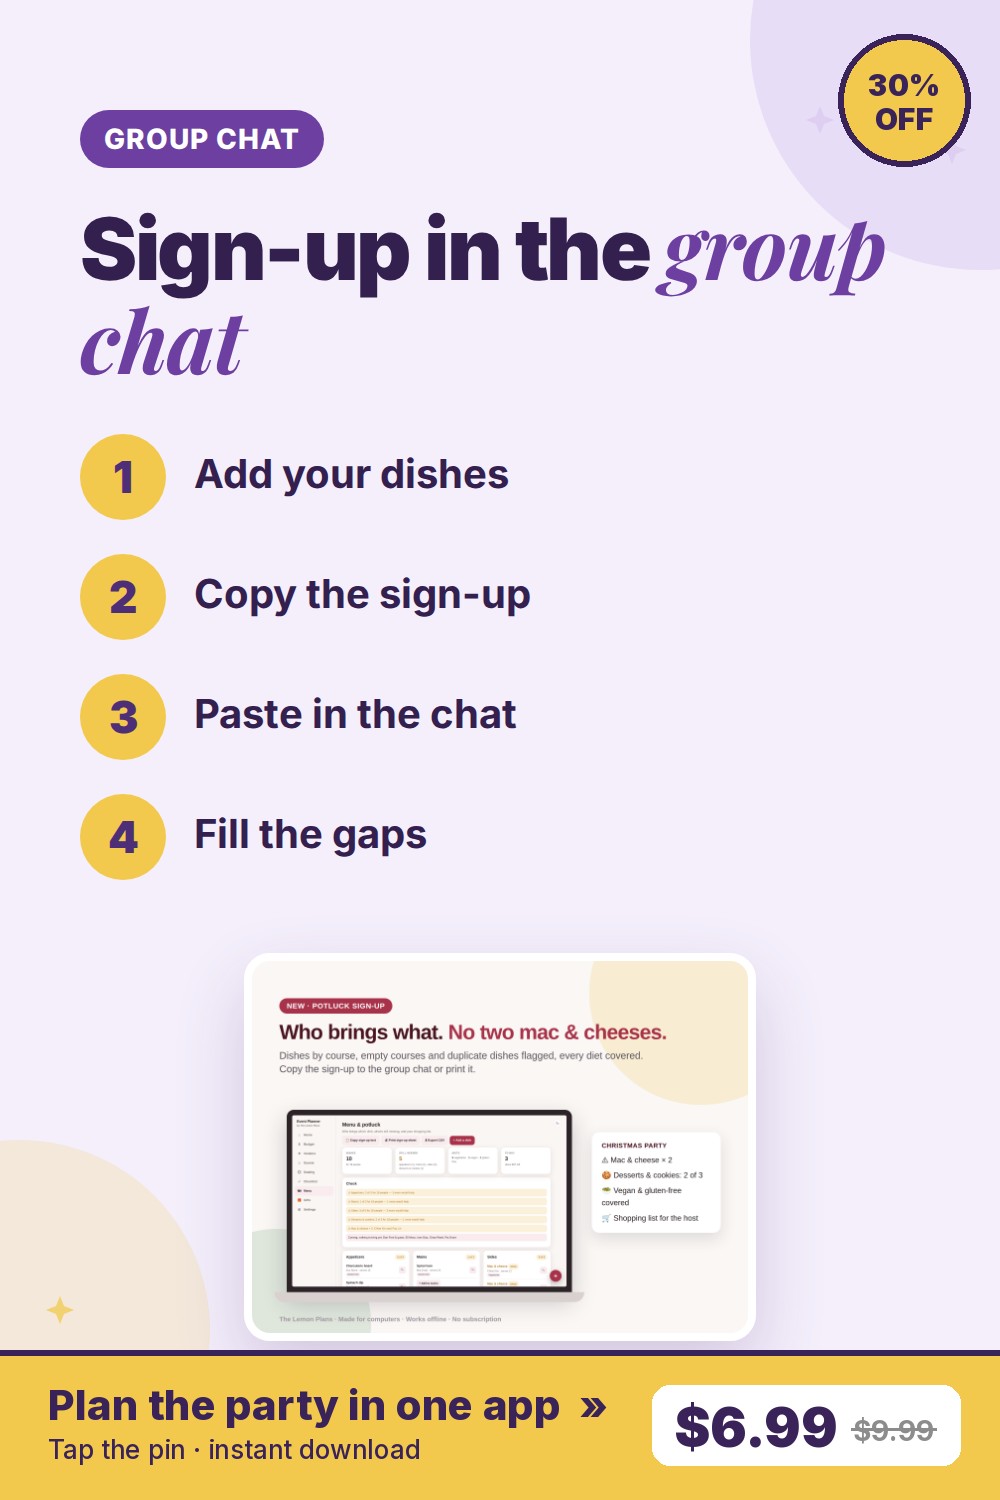 30%
OFF
GROUP CHAT
Sign-up in the group
chat
1 Add your dishes
2 Copy the sign-up
3 Paste in the chat
4 Fill the gaps
NEW · POTLUCK SIGN-UP
Who brings what. No two mac & cheeses.
Dishes by course, empty courses and duplicate dishes flagged, every diet covered.
Copy the sign-up to the group chat or print it.
Menu & potluck
CHRISTMAS PARTY
⚠ Mac & cheese × 2
🍪 Desserts & cookies: 2 of 3
🥗 Vegan & gluten-free
covered
🛒 Shopping list for the host
The Lemon Plans · Made for computers · Works offline · No subscription
Plan the party in one app »
Tap the pin · instant download
$6.99 $9.99